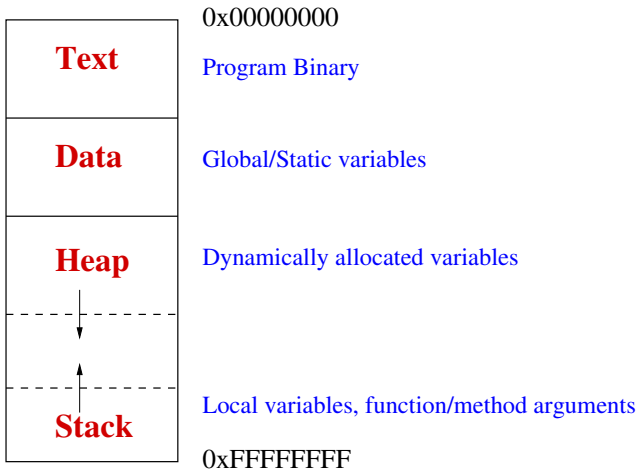 0x00000000
Text
Program Binary
Data
Global/Static variables
Heap
Dynamically allocated variables
Local variables, function/method arguments
Stack
0xFFFFFFFF